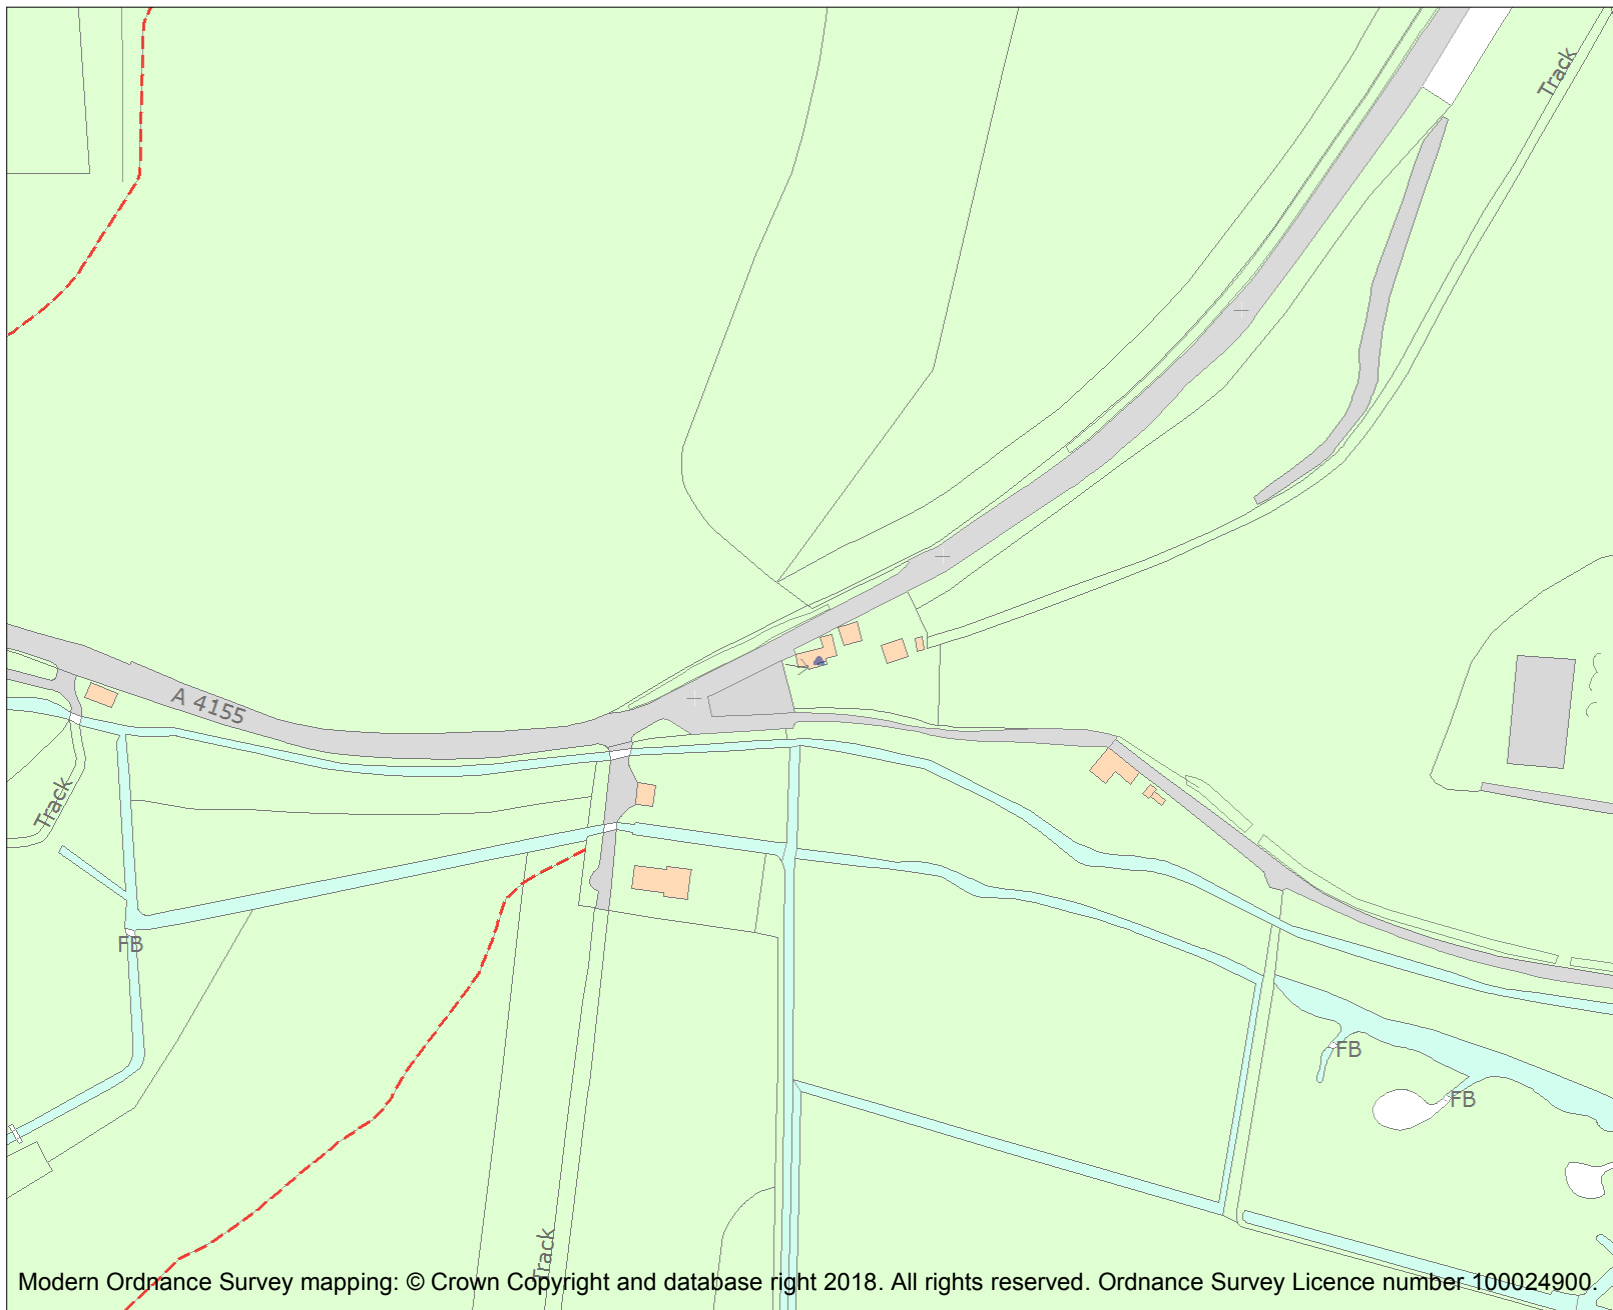 Track
A 4155
Track
FB
FB
FB
Track
Modern Ordnance Survey mapping: © Crown Copyright and database right 2018. All rights reserved. Ordnance Survey Licence number 100024900.